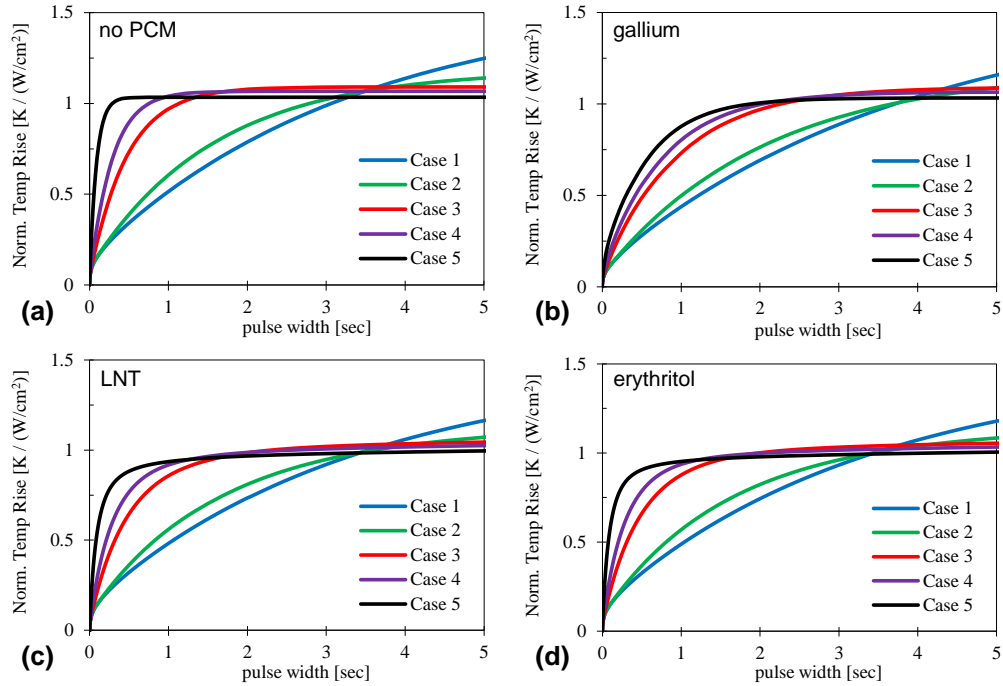 no PCM
Norm. Temp Rise [K / (W/cm²)]
1.5
1
0.5
0
Case 1
Case 2
Case 3
Case 4
Case 5
0 1 2 3 4 5
pulse width [sec]
(a)
gallium
Norm. Temp Rise [K / (W/cm²)]
1.5
1
0.5
0
Case 1
Case 2
Case 3
Case 4
Case 5
0 1 2 3 4 5
pulse width [sec]
(b)
LNT
Norm. Temp Rise [K / (W/cm²)]
1.5
1
0.5
0
Case 1
Case 2
Case 3
Case 4
Case 5
0 1 2 3 4 5
pulse width [sec]
(c)
erythritol
Norm. Temp Rise [K / (W/cm²)]
1.5
1
0.5
0
Case 1
Case 2
Case 3
Case 4
Case 5
0 1 2 3 4 5
pulse width [sec]
(d)